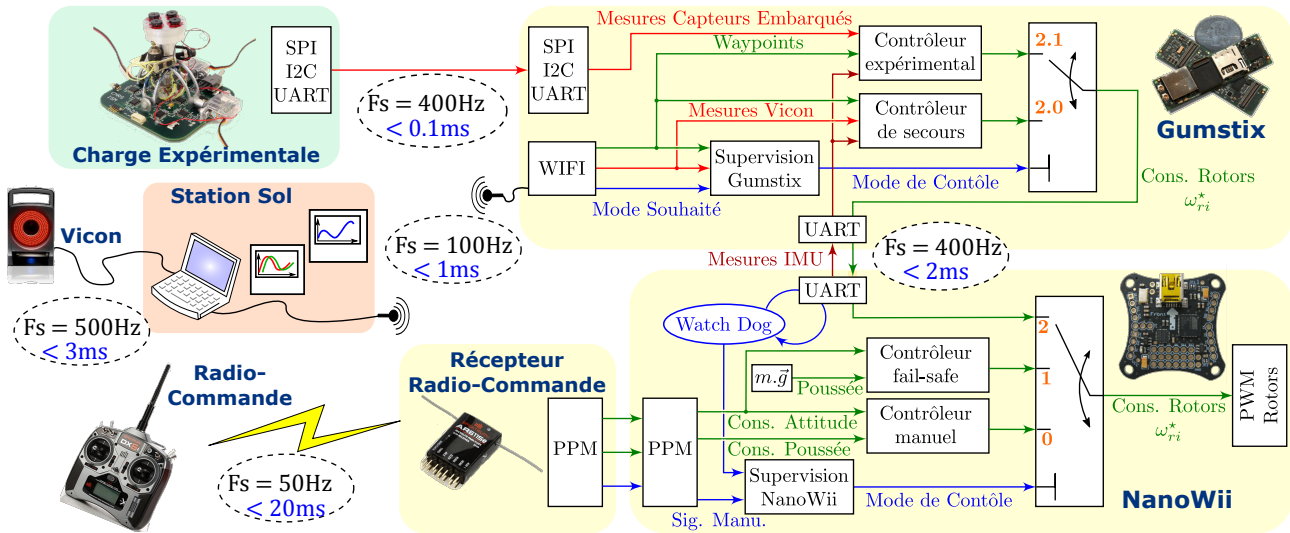 SPI
I2C
UART
Charge Expérimentale
Fs = 400Hz
< 0.1ms
SPI
I2C
UART
Mesures Capteurs Embarqués
Waypoints
Contrôleur
expérimental
2.1
Mesures Vicon
Contrôleur
de secours
2.0
Gumstix
WIFI
Supervision
Gumstix
Mode Souhaité
Mode de Contôle
Cons. Rotors
ω⋆ri
Station Sol
Vicon
Fs = 100Hz
< 1ms
UART
Fs = 400Hz
< 2ms
Mesures IMU
UART
Fs = 500Hz
< 3ms
Watch Dog
2
Radio-
Commande
Récepteur
Radio-Commande
m.g⃗
Poussée
Contrôleur
fail-safe
1
Cons. Attitude
Contrôleur
manuel
0
Cons. Poussée
PPM
PPM
Cons. Rotors
ω⋆ri
PWM
Rotors
Fs = 50Hz
< 20ms
Supervision
NanoWii
Mode de Contôle
Sig. Manu.
NanoWii